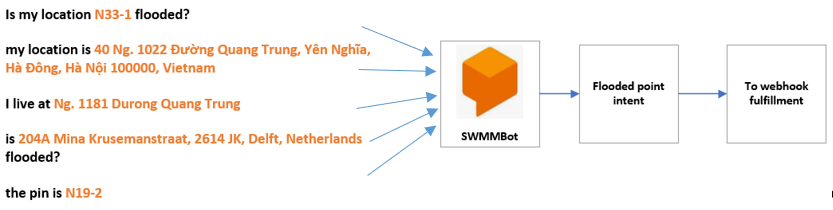 Is my location N33-1 flooded?
my location is 40 Ng. 1022 Đường Quang Trung, Yên Nghĩa,
Hà Đông, Hà Nội 100000, Vietnam
I live at Ng. 1181 Durong Quang Trung
is 204A Mina Krusemanstraat, 2614 JK, Delft, Netherlands
flooded?
the pin is N19-2
SWMMBot
Flooded point
intent
To webhook
fulfillment